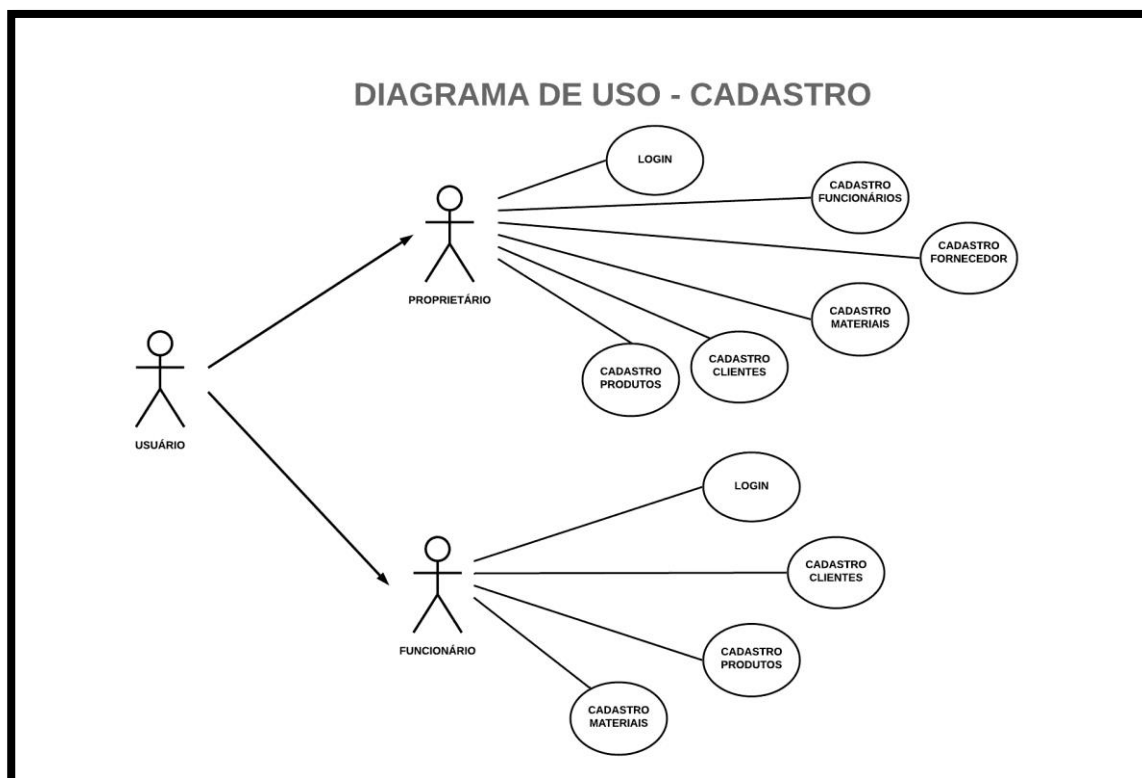 DIAGRAMA DE USO - CADASTRO
LOGIN
CADASTRO
FUNCIONÁRIOS
CADASTRO
FORNECEDOR
PROPRIETÁRIO
CADASTRO
MATERIAIS
CADASTRO
CLIENTES
CADASTRO
PRODUTOS
USUÁRIO
LOGIN
CADASTRO
CLIENTES
FUNCIONÁRIO
CADASTRO
PRODUTOS
CADASTRO
MATERIAIS